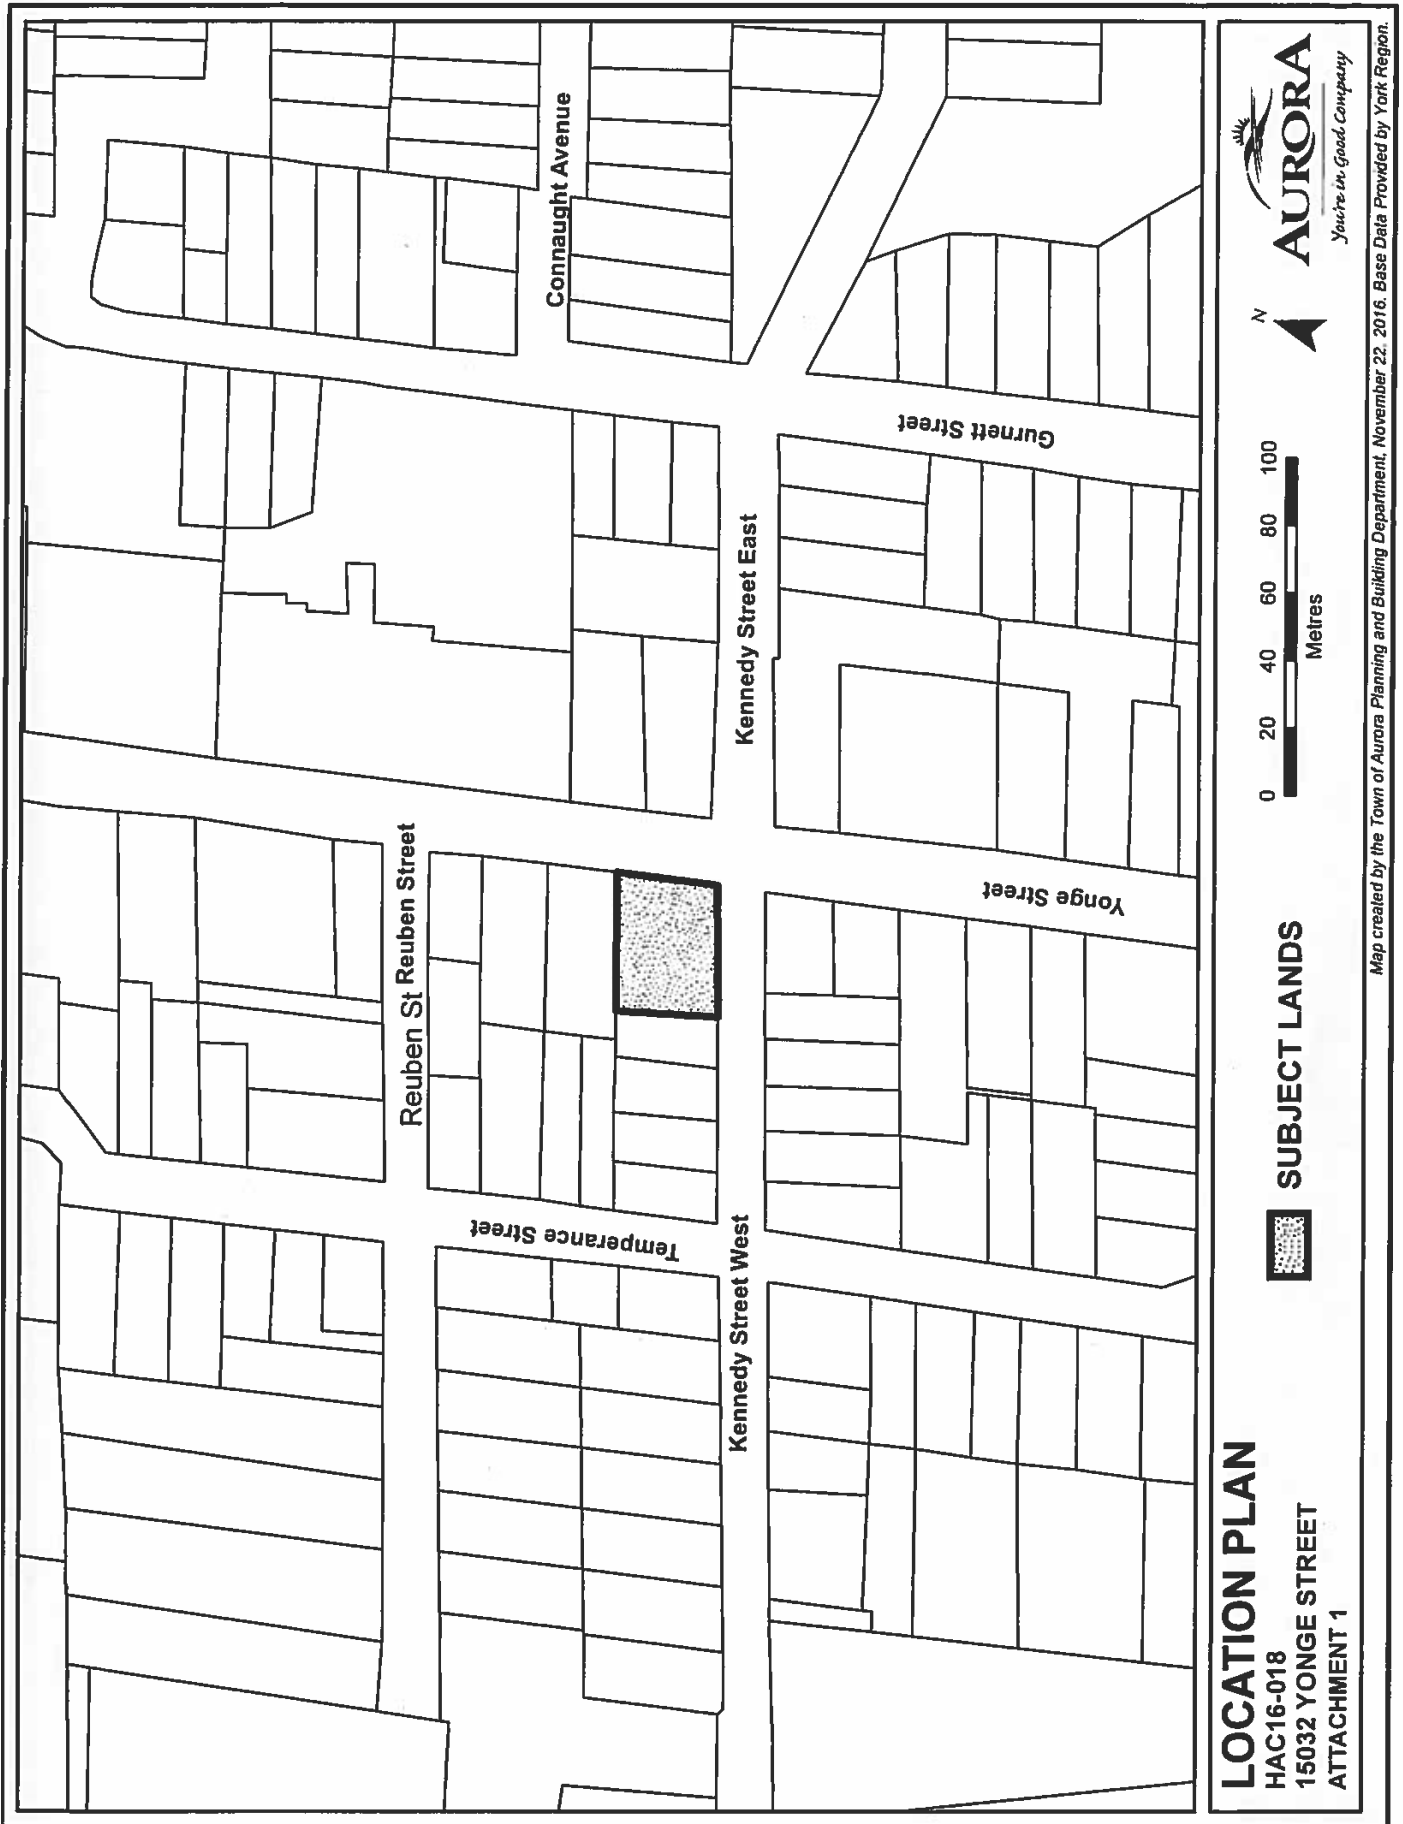 Connaught Avenue
Reuben St
Reuben Street
Kennedy Street East
Gurnett Street
Yonge Street
Temperance Street
Kennedy Street West
LOCATION PLAN
HAC16-018
15032 YONGE STREET
ATTACHMENT 1
SUBJECT LANDS
0 20 40 60 80 100
Metres
N
AURORA
You're in Good Company
Map created by the Town of Aurora Planning and Building Department, November 22, 2016. Base Data Provided by York Region.